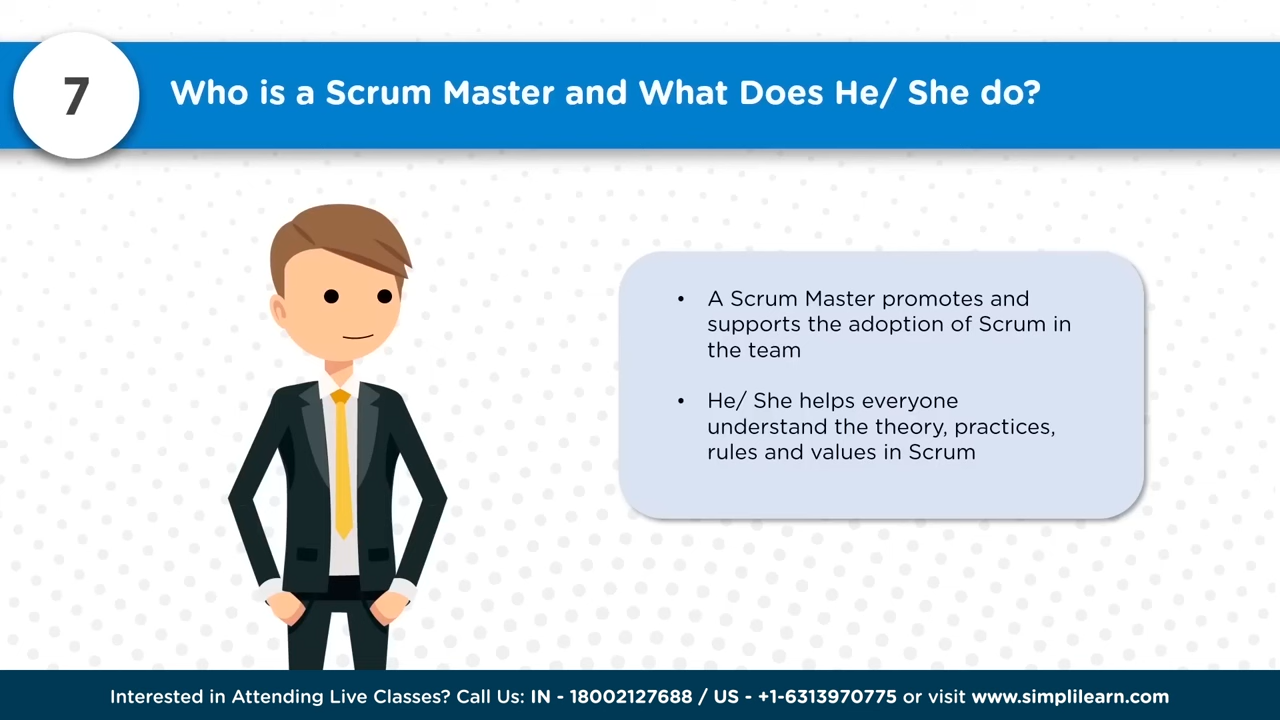 7
Who is a Scrum Master and What Does He/ She do?
• A Scrum Master promotes and
supports the adoption of Scrum in
the team
• He/ She helps everyone
understand the theory, practices,
rules and values in Scrum
Interested in Attending Live Classes? Call Us: IN - 18002127688 / US - +1-6313970775 or visit www.simplilearn.com